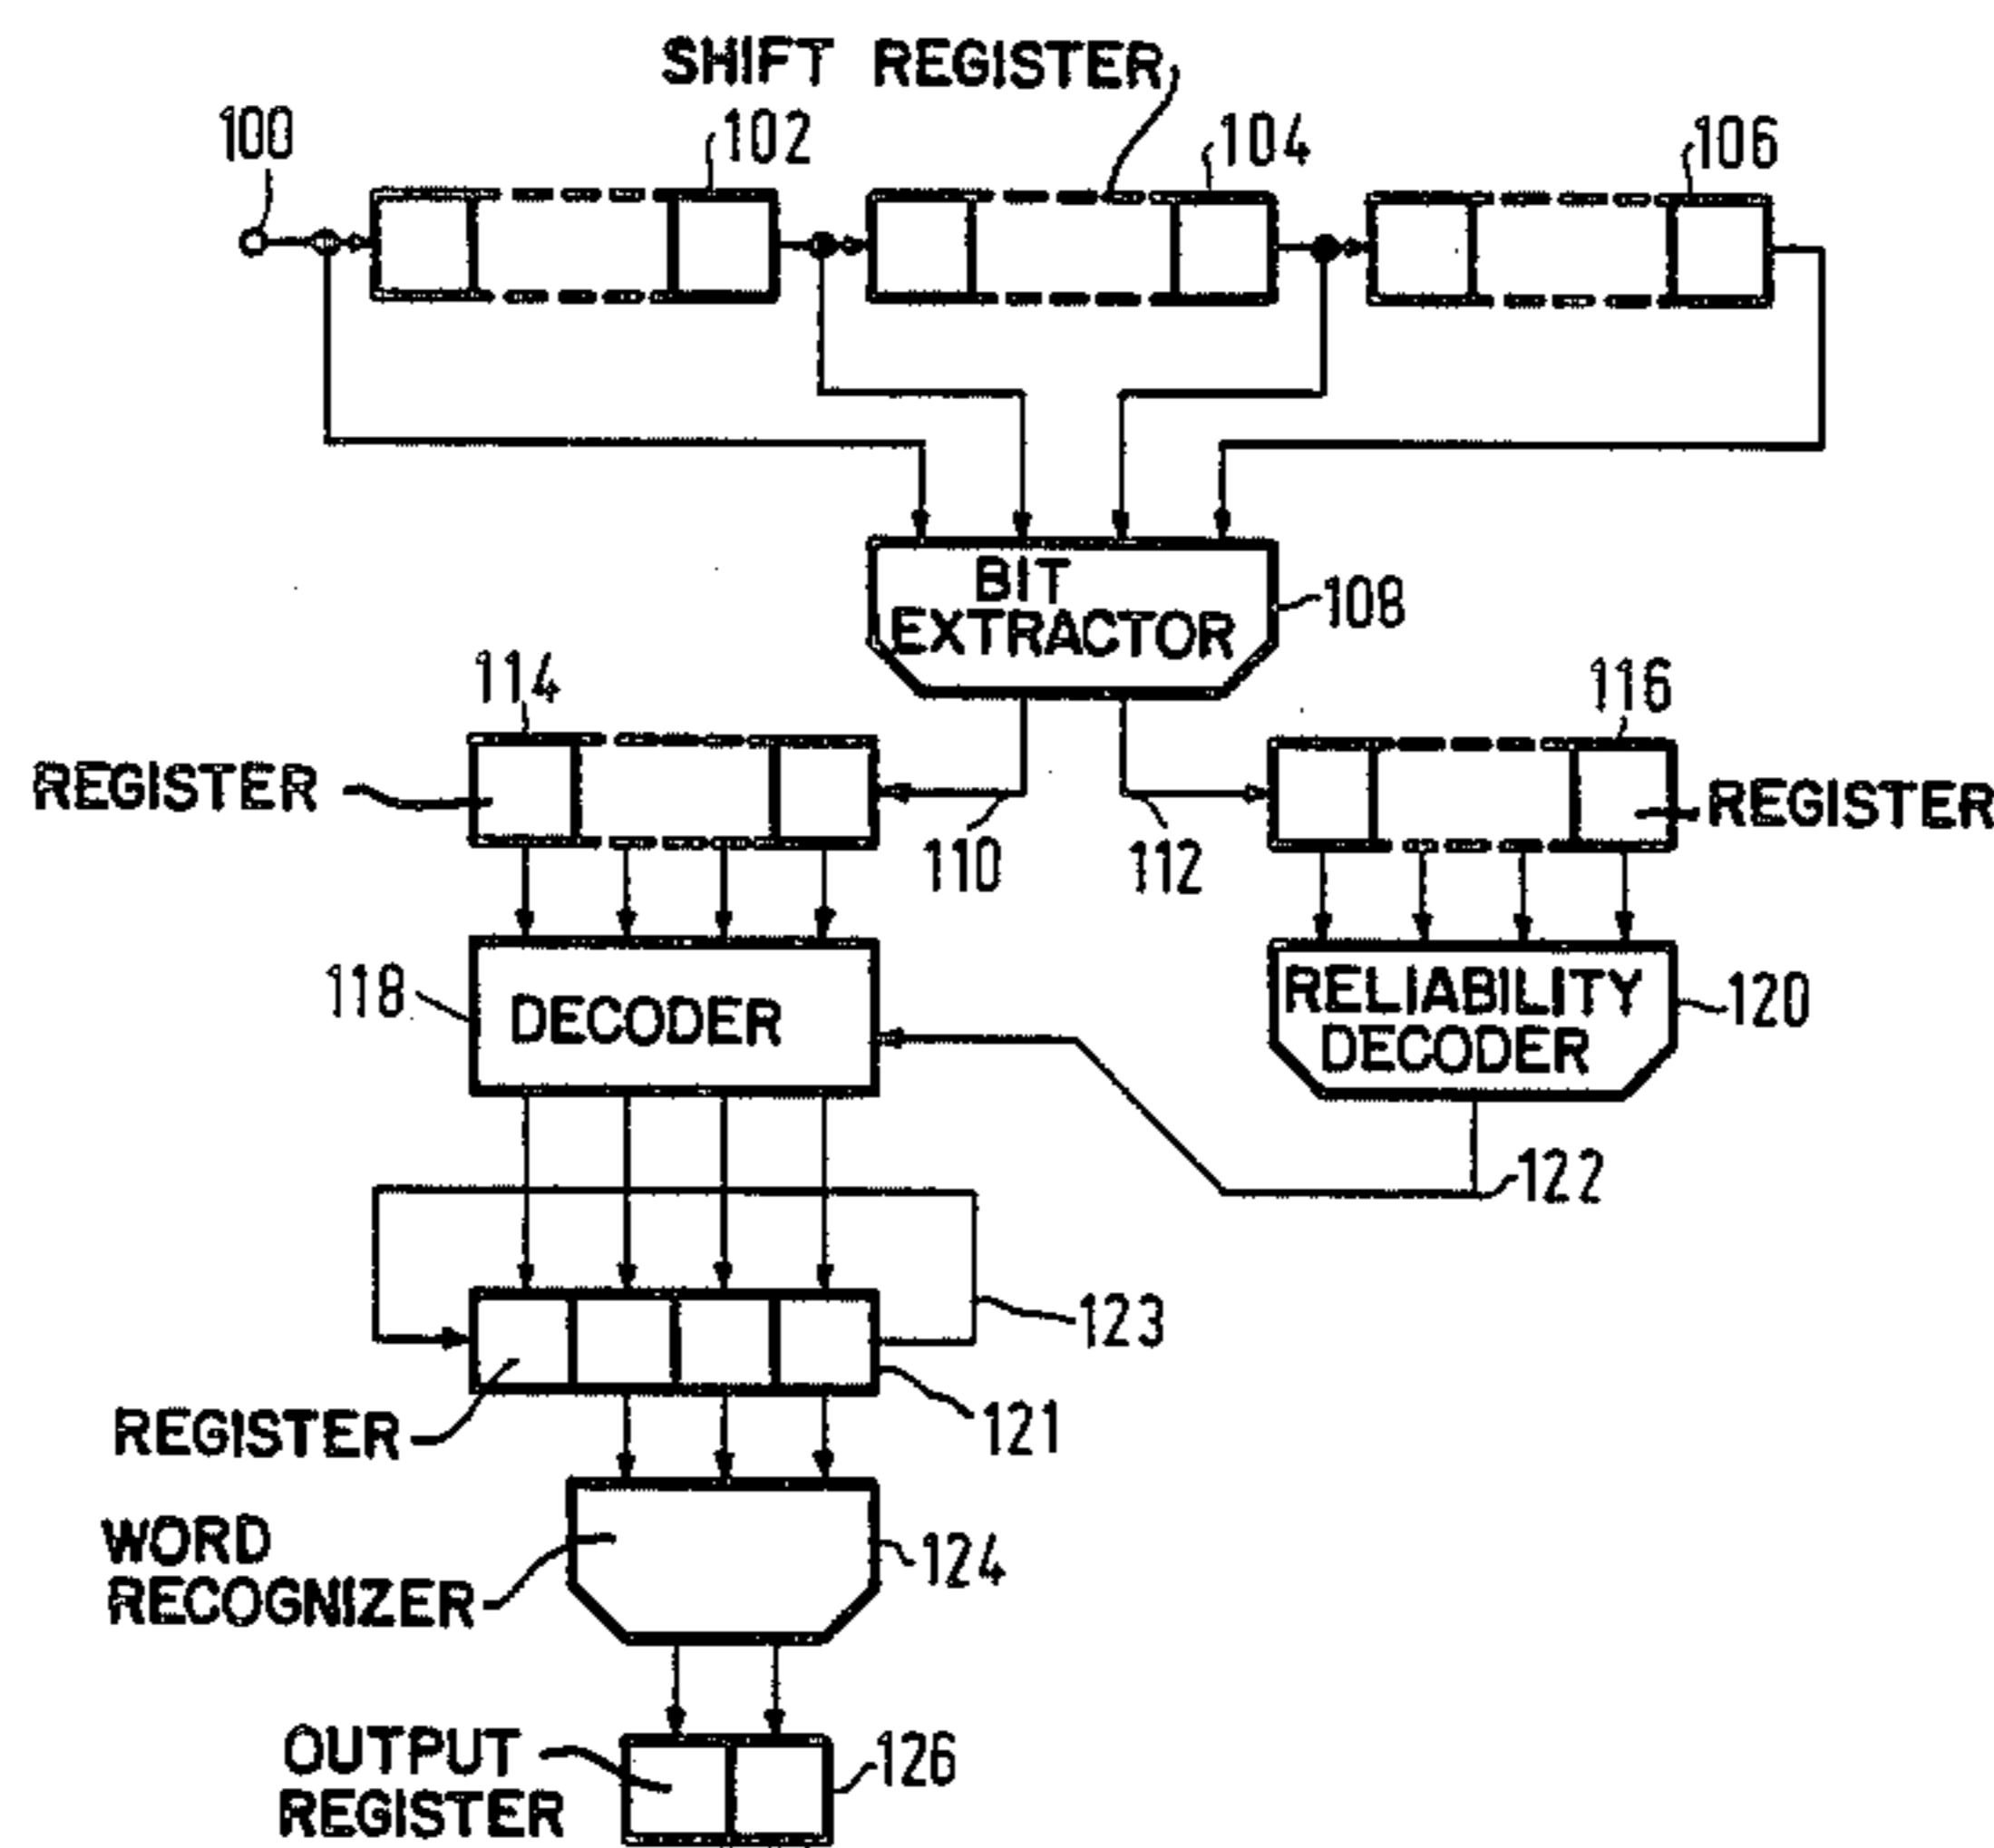 SHIFT REGISTER
100
102
104
106
BIT
EXTRACTOR
108
114
116
REGISTER
REGISTER
110
112
118
DECODER
RELIABILITY
DECODER
120
122
123
REGISTER
121
WORD
RECOGNIZER
124
OUTPUT
REGISTER
126